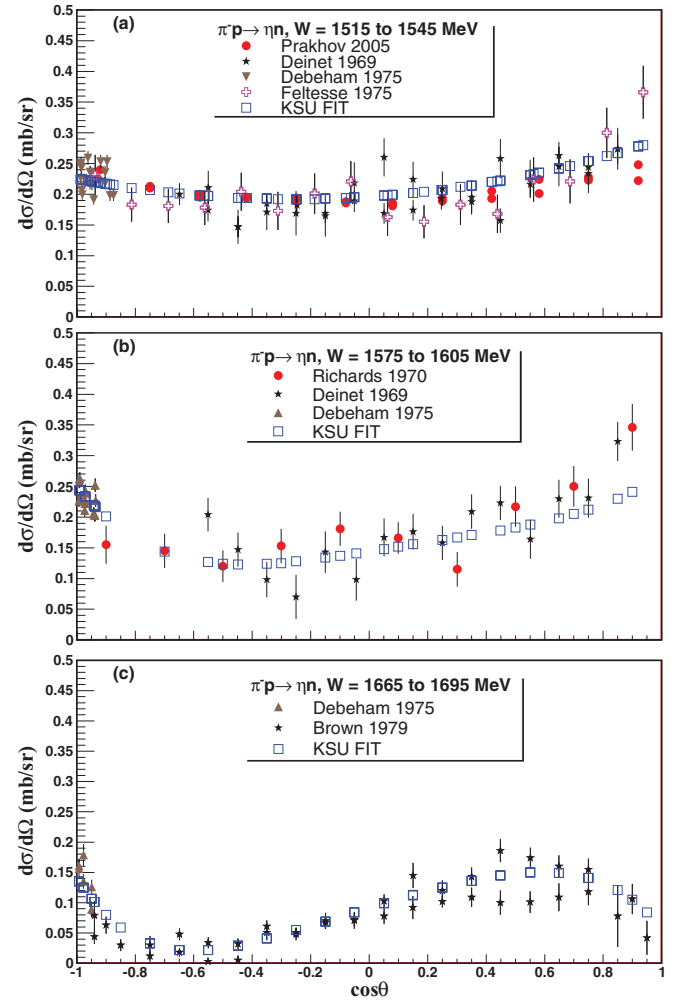 (a)
π⁻p→ ηn, W = 1515 to 1545 MeV
Prakhov 2005
Deinet 1969
Debeham 1975
Feltesse 1975
KSU FIT
dσ/dΩ (mb/sr)
0.5
0.45
0.4
0.35
0.3
0.25
0.2
0.15
0.1
0.05
0
(b)
π⁻p→ ηn, W = 1575 to 1605 MeV
Richards 1970
Deinet 1969
Debeham 1975
KSU FIT
dσ/dΩ (mb/sr)
0.5
0.45
0.4
0.35
0.3
0.25
0.2
0.15
0.1
0.05
0
(c)
π⁻p→ ηn, W = 1665 to 1695 MeV
Debeham 1975
Brown 1979
KSU FIT
dσ/dΩ (mb/sr)
0.5
0.45
0.4
0.35
0.3
0.25
0.2
0.15
0.1
0.05
0
-1 -0.8 -0.6 -0.4 -0.2 0 0.2 0.4 0.6 0.8 1
cosθ